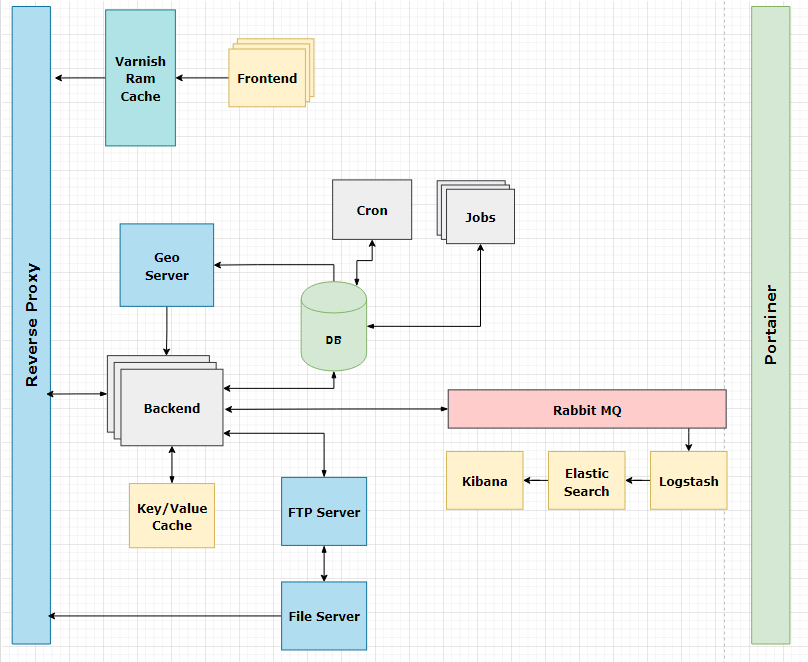 Varnish
Ram
Cache
Frontend
Cron
Jobs
Geo
Server
Reverse Proxy
Portainer
DB
Backend
Rabbit MQ
Kibana
Elastic
Search
Logstash
Key/Value
Cache
FTP Server
File Server